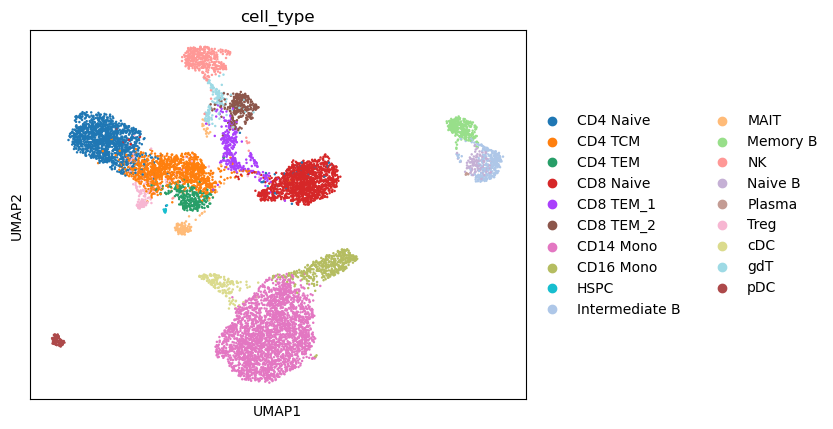 cell_type
UMAP2
UMAP1
CD4 Naive
CD4 TCM
CD4 TEM
CD8 Naive
CD8 TEM_1
CD8 TEM_2
CD14 Mono
CD16 Mono
HSPC
Intermediate B
MAIT
Memory B
NK
Naive B
Plasma
Treg
cDC
gdT
pDC